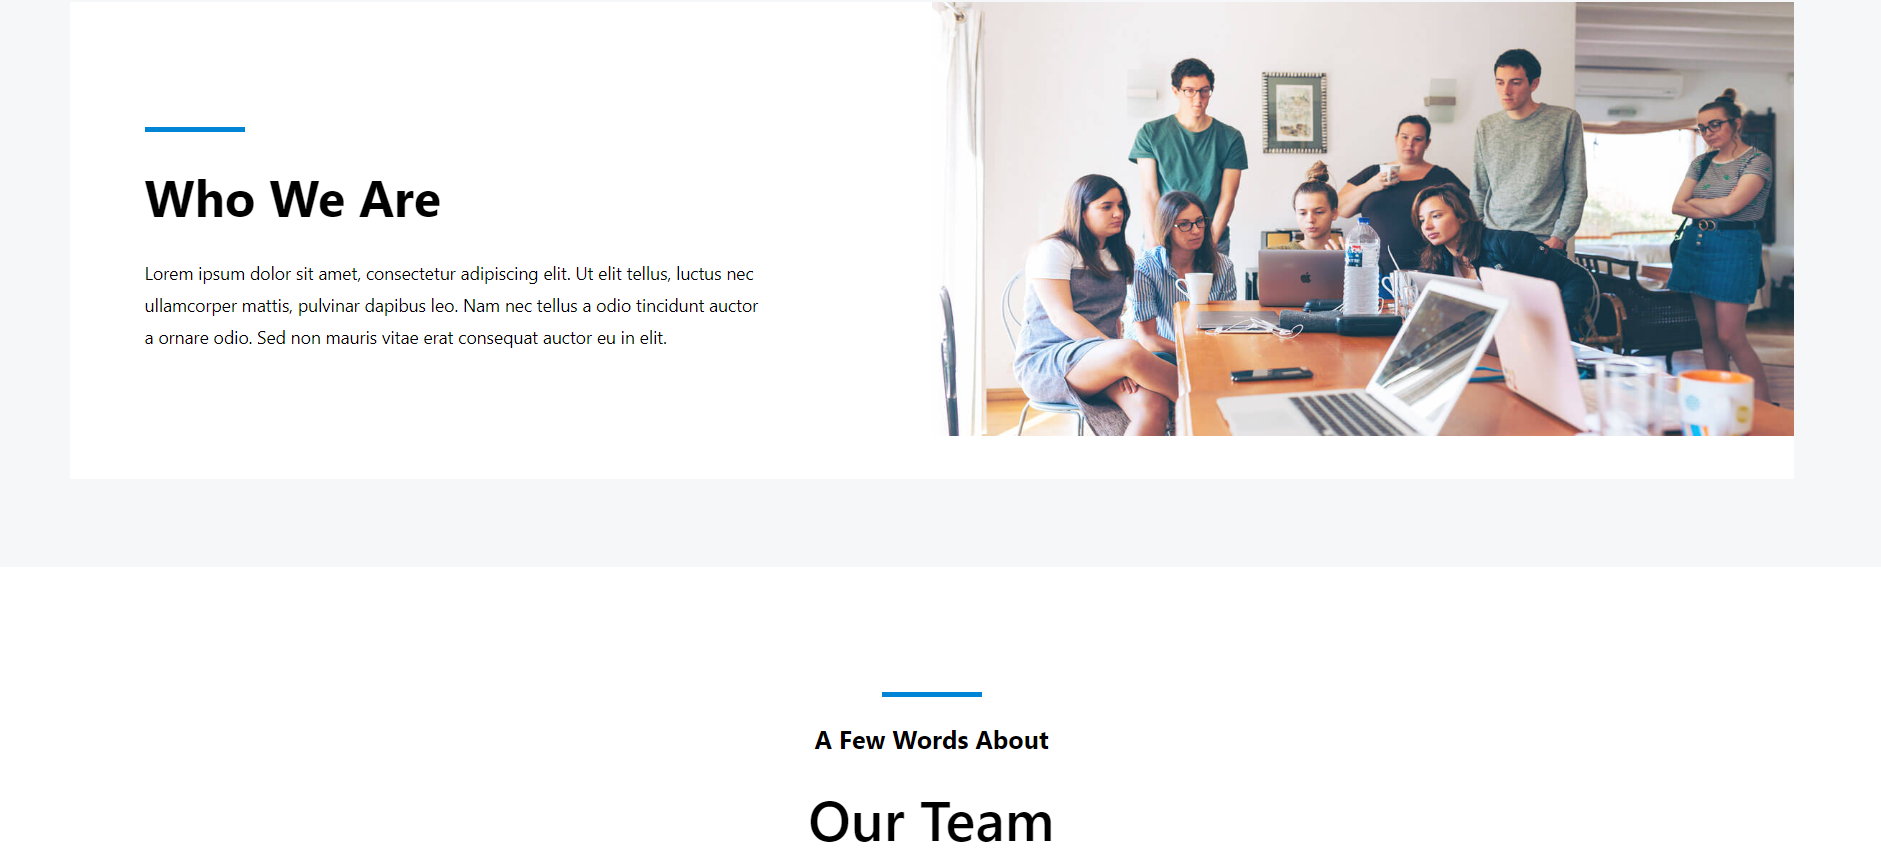 Who We Are
Lorem ipsum dolor sit amet, consectetur adipiscing elit. Ut elit tellus, luctus nec
ullamcorper mattis, pulvinar dapibus leo. Nam nec tellus a odio tincidunt auctor
a ornare odio. Sed non mauris vitae erat consequat auctor eu in elit.
A Few Words About
Our Team